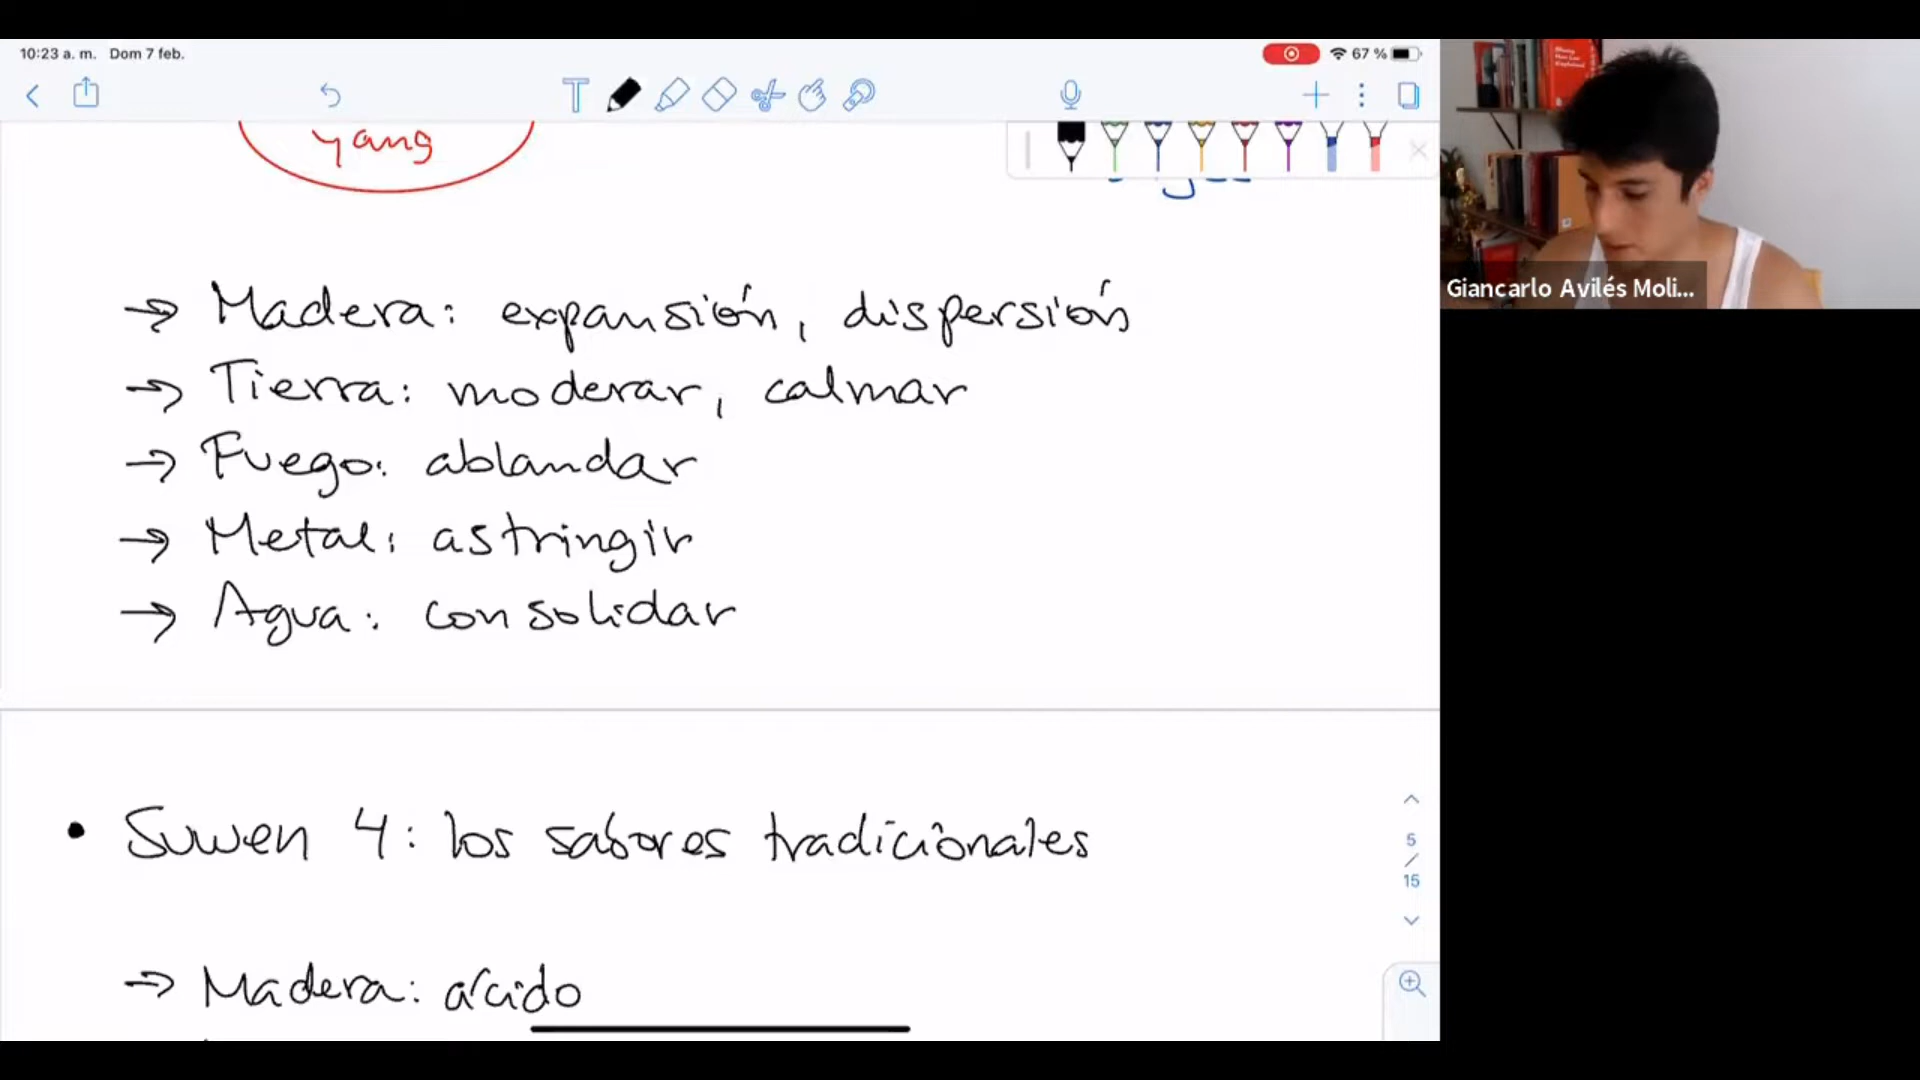 10:23 a. m. Dom 7 feb.
67 %
yang
→ Madera: expansión, dispersión
→ Tierra: moderar, calmar
→ Fuego: ablandar
→ Metal: astringir
→ Agua: consolidar
• Suwen 4: los sabores tradicionales
→ Madera: ácido
5
/
15
Giancarlo Avilés Moli...